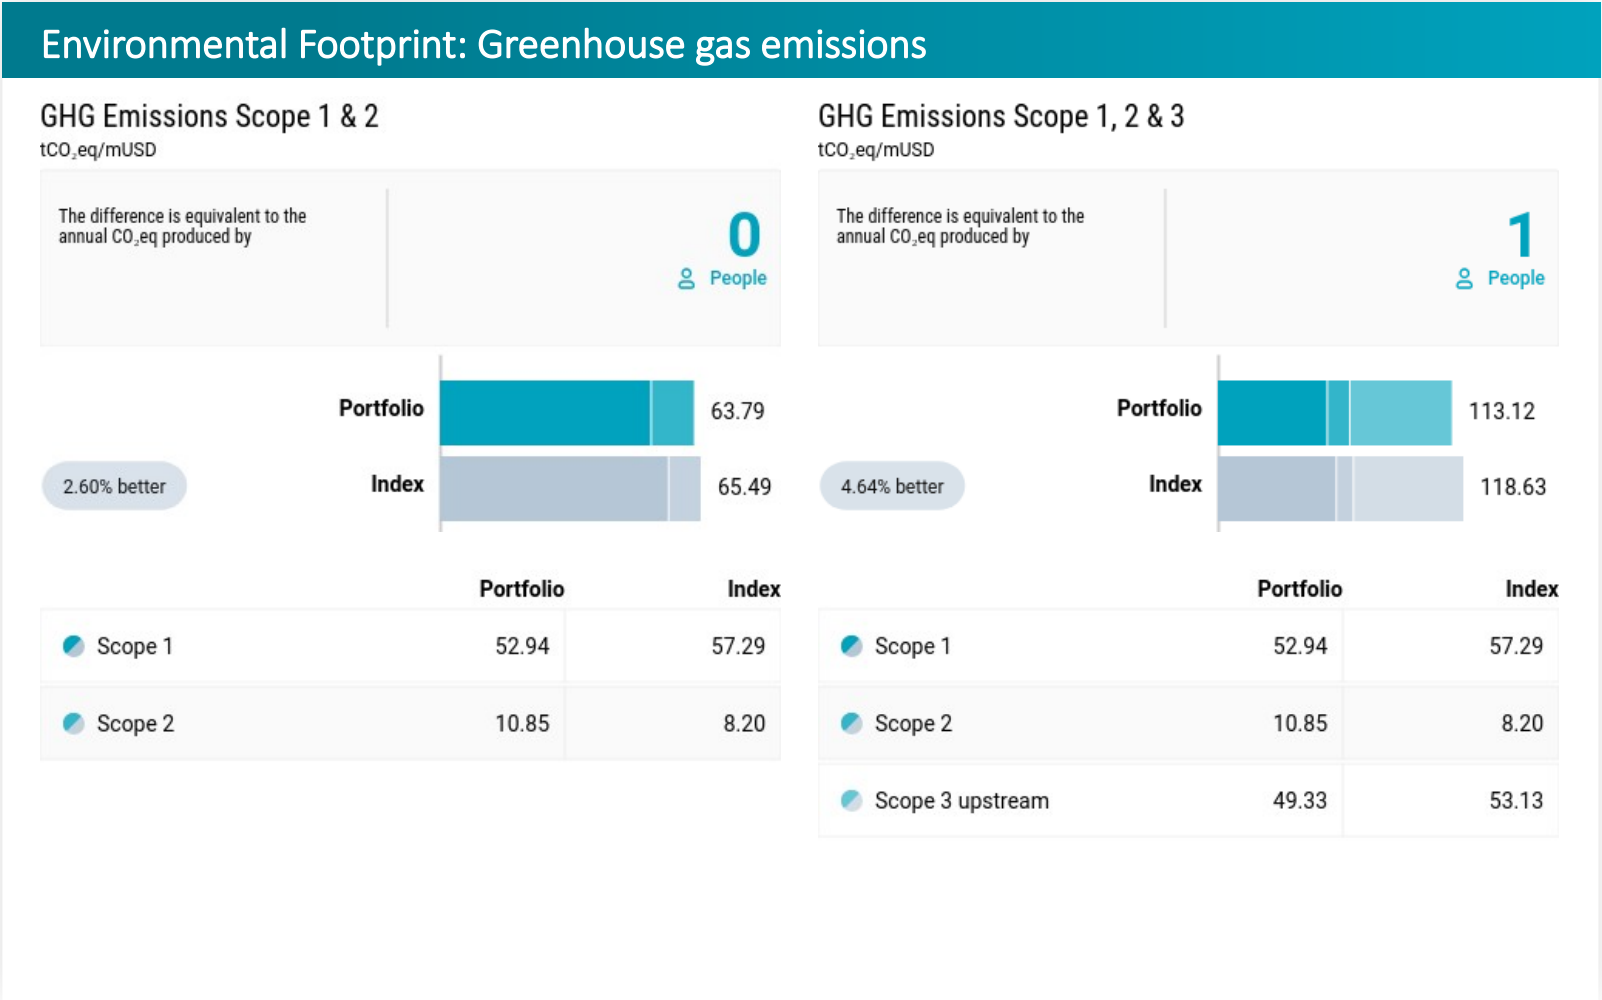 Environmental Footprint: Greenhouse gas emissions
GHG Emissions Scope 1 & 2
tCO₂eq/mUSD
The difference is equivalent to the
annual CO₂eq produced by
0
People
Portfolio
63.79
2.60% better
Index
65.49
Portfolio Index
Scope 1 52.94 57.29
Scope 2 10.85 8.20
GHG Emissions Scope 1, 2 & 3
tCO₂eq/mUSD
The difference is equivalent to the
annual CO₂eq produced by
1
People
Portfolio
113.12
4.64% better
Index
118.63
Portfolio Index
Scope 1 52.94 57.29
Scope 2 10.85 8.20
Scope 3 upstream 49.33 53.13